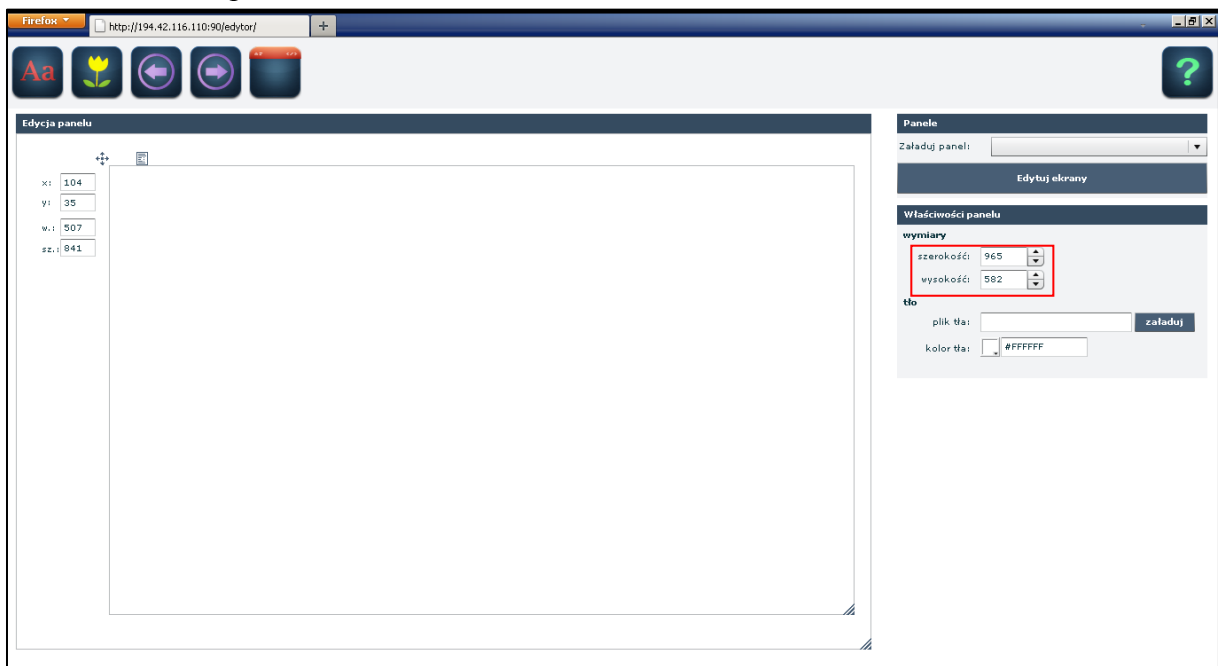 Firefox
http://194.42.116.110:90/edytor/
+
Aa
?
Edycja panelu
x: 104
y: 35
w.: 507
sz.: 841
Panele
Załaduj panel:
Edytuj ekrany
Właściwości panelu
wymiary
szerokość: 965
wysokość: 582
tło
plik tła:
załaduj
kolor tła: #FFFFFF